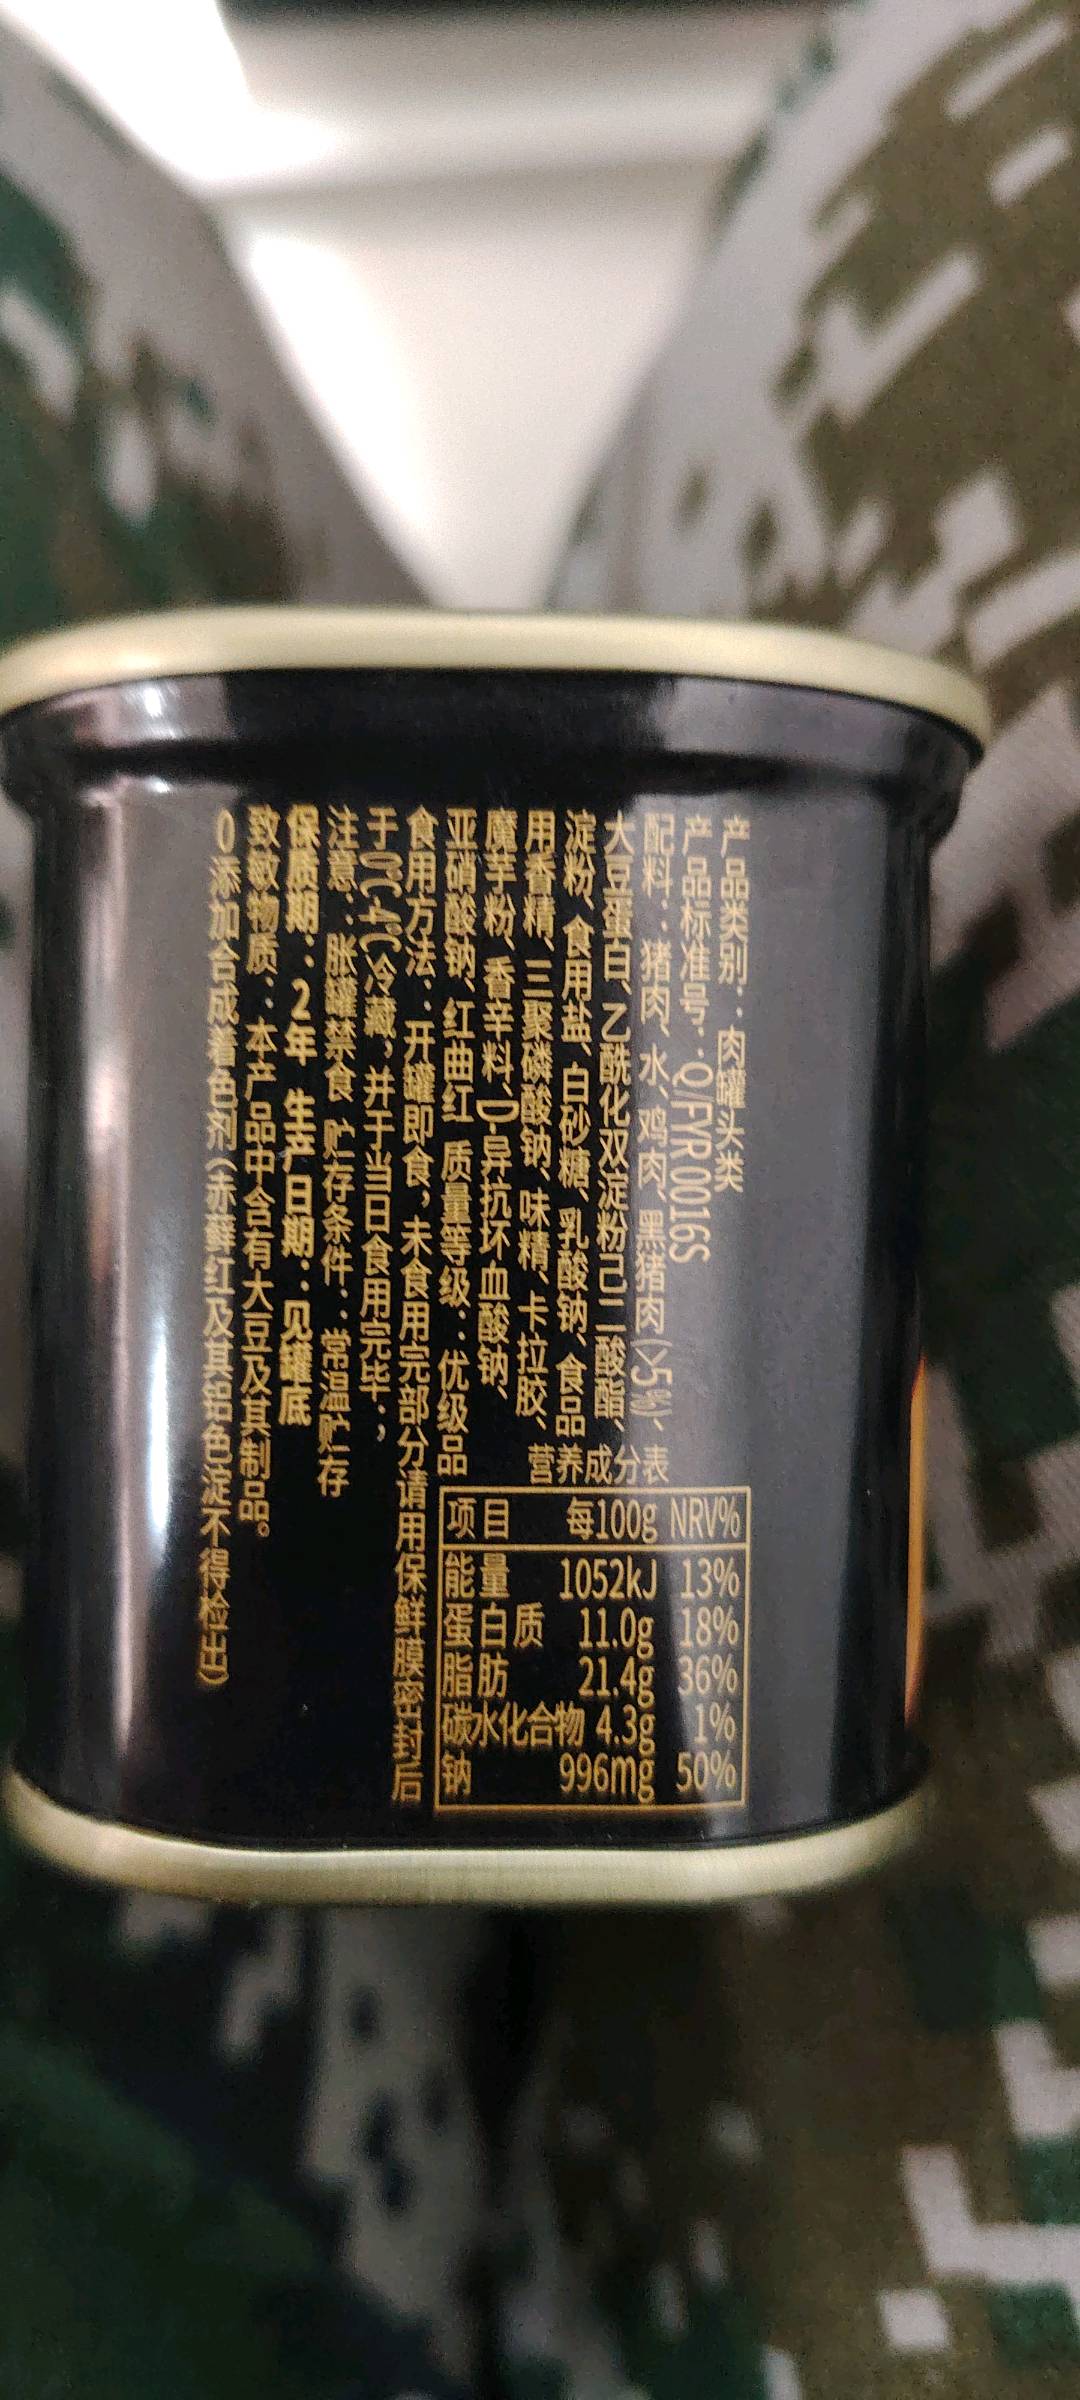 产品类别：肉罐头类
产品标准号：Q/FYR 0016S
配料：猪肉、水、鸡肉、黑猪肉（＞5%）、
大豆蛋白、乙酰化双淀粉己二酸酯、
淀粉、食用盐、白砂糖、乳酸钠、食品
用香精、三聚磷酸钠、味精、卡拉胶、
魔芋粉、香辛料、D-异抗坏血酸钠、
亚硝酸钠、红曲红 质量等级：优级品
食用方法：开罐即食，未食用完部分请用保鲜膜密封后
于0℃-4℃冷藏，并于当日食用完毕；
注意：胀罐禁食 贮存条件：常温贮存
保质期：2年 生产日期：见罐底
致敏物质：本产品中含有大豆及其制品。
0添加合成着色剂（赤藓红及其铝色淀不得检出）
营养成分表
项目 每100g NRV%
能量 1052kJ 13%
蛋白质 11.0g 18%
脂肪 21.4g 36%
碳水化合物 4.3g 1%
钠 996mg 50%